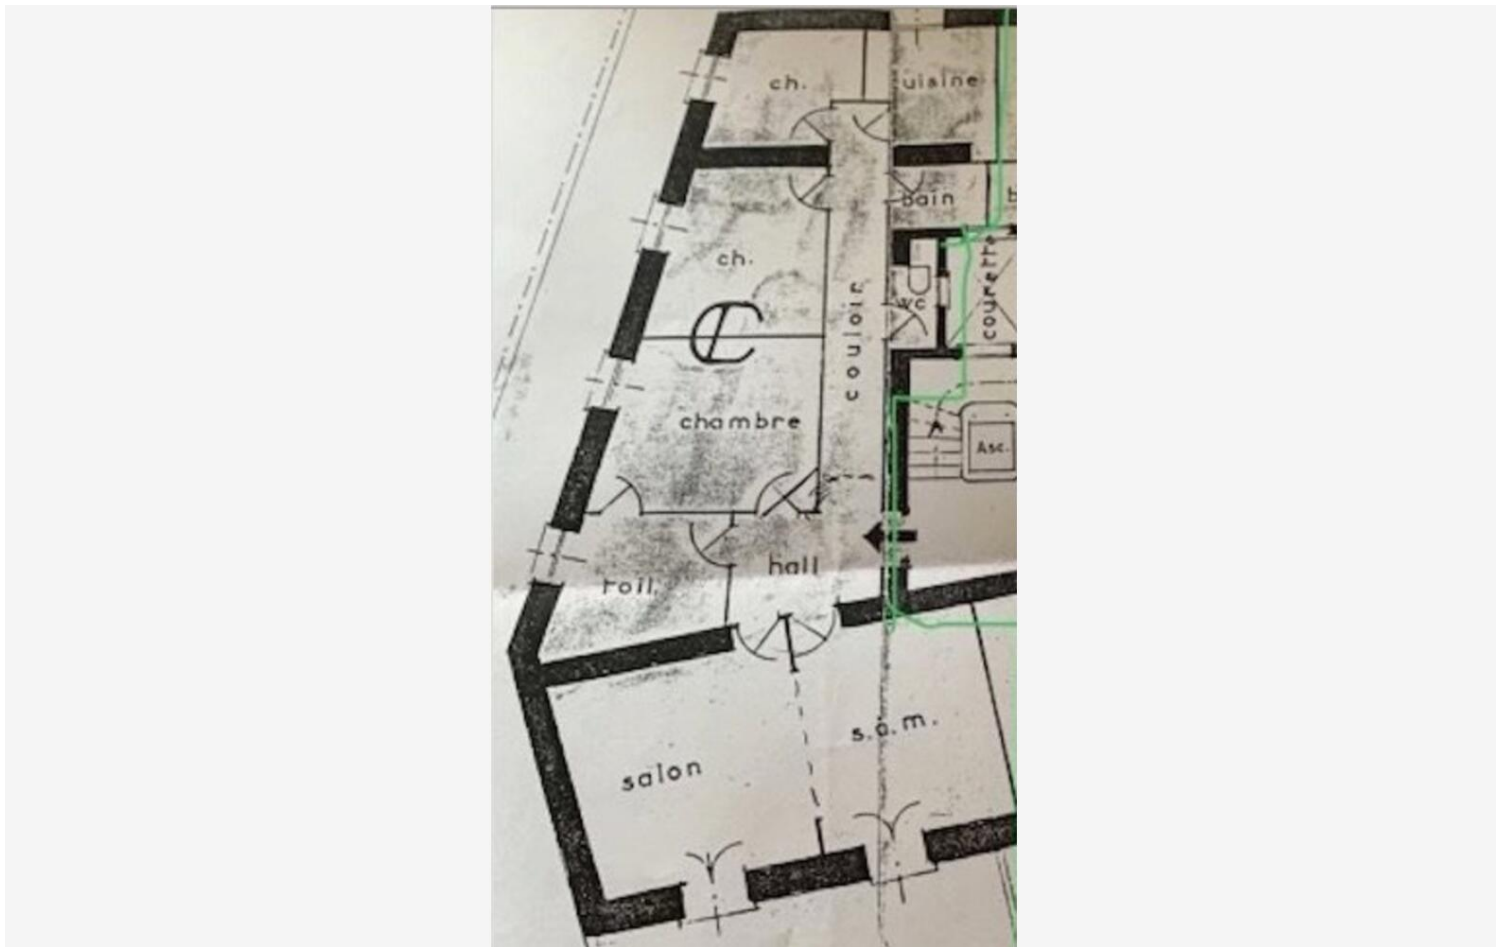 ch.
uisine
bain
b
ch.
wc
courette
couloir
chambre
Asc.
hall
toil.
s.a.m.
salon